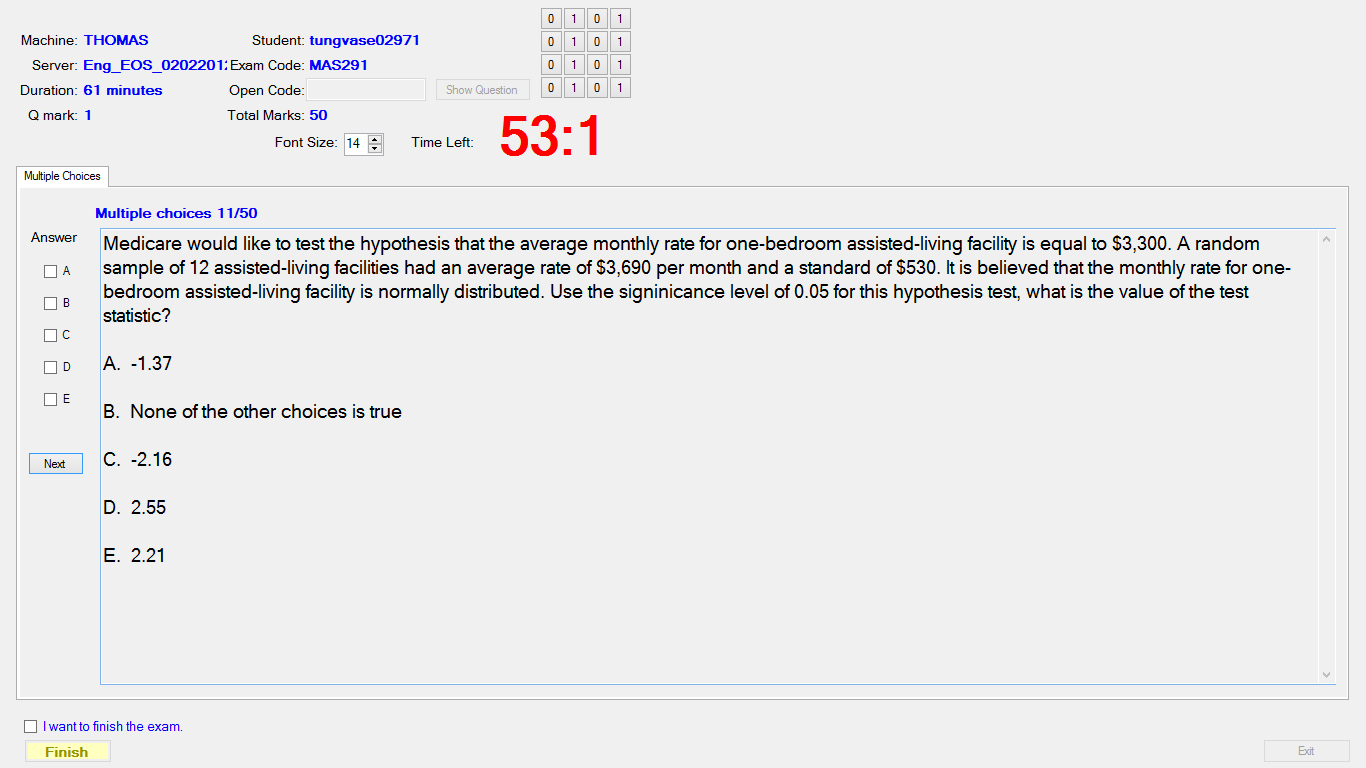 Machine: THOMAS Student: tungvase02971
Server: Eng_EOS_0202201 Exam Code: MAS291
Duration: 61 minutes Open Code: Show Question
Q mark: 1 Total Marks: 50
Font Size: 14 Time Left: 53:1
0 1 0 1
0 1 0 1
0 1 0 1
0 1 0 1
Multiple Choices
Multiple choices 11/50
Answer
A
B
C
D
E
Next
Medicare would like to test the hypothesis that the average monthly rate for one-bedroom assisted-living facility is equal to $3,300. A random
sample of 12 assisted-living facilities had an average rate of $3,690 per month and a standard of $530. It is believed that the monthly rate for one-
bedroom assisted-living facility is normally distributed. Use the signinicance level of 0.05 for this hypothesis test, what is the value of the test
statistic?
A. -1.37
B. None of the other choices is true
C. -2.16
D. 2.55
E. 2.21
I want to finish the exam.
Finish
Exit